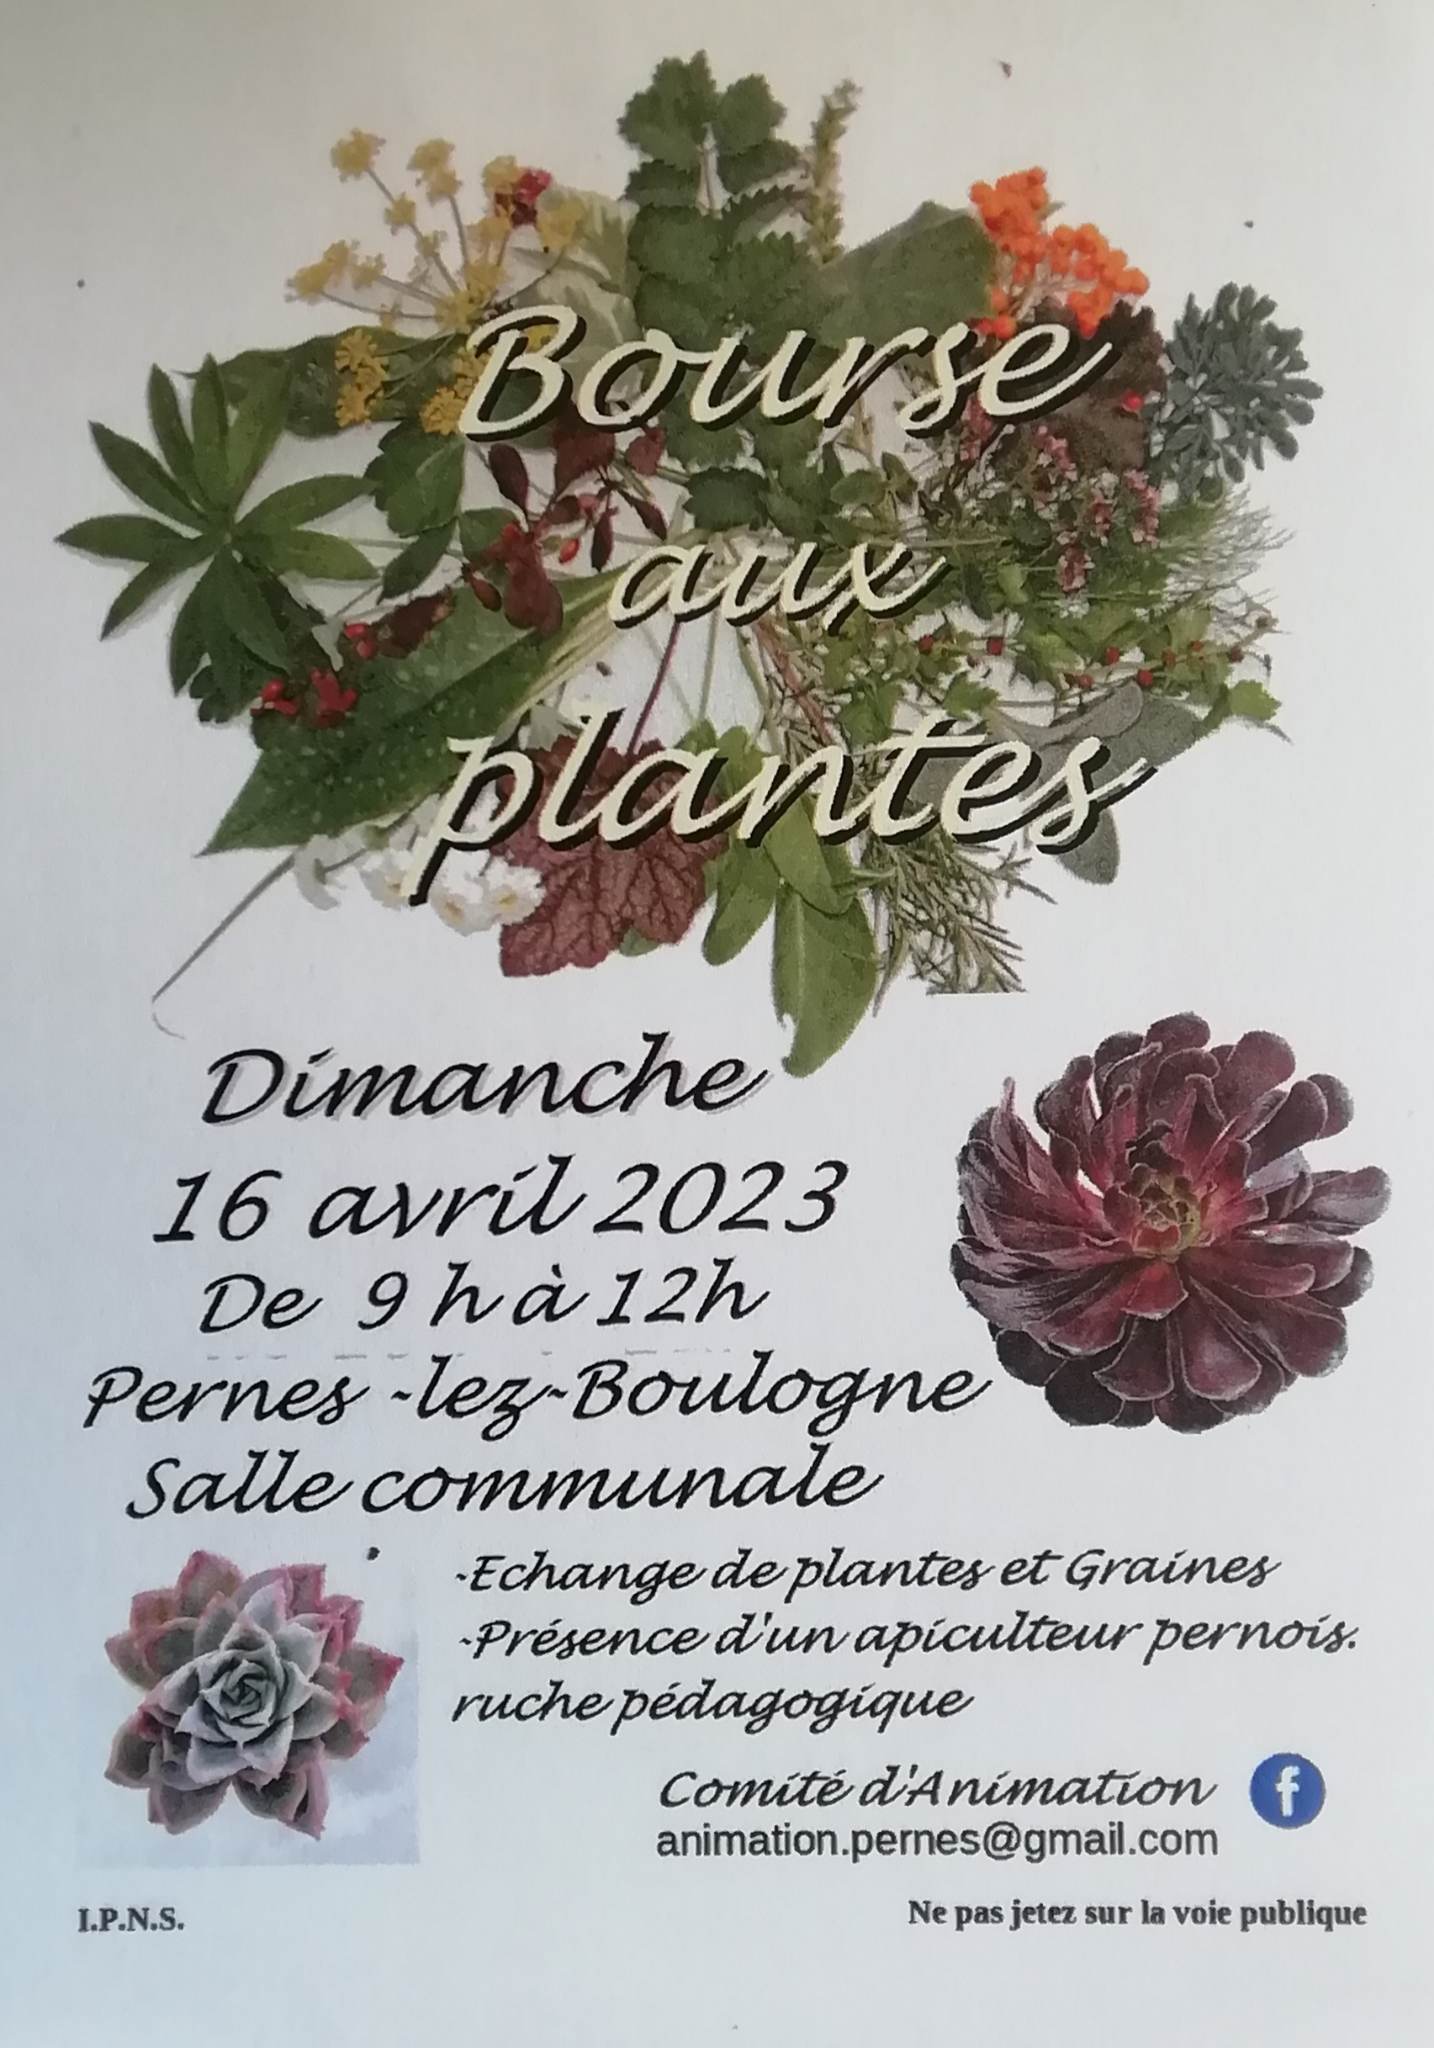 Bourse
aux
plantes
Dimanche
16 avril 2023
De 9 h à 12h
Pernes -lez-Boulogne
Salle communale
-Echange de plantes et Graines
-Présence d'un apiculteur pernois.
ruche pédagogique
Comité d'Animation
f
animation.pernes@gmail.com
I.P.N.S.
Ne pas jetez sur la voie publique